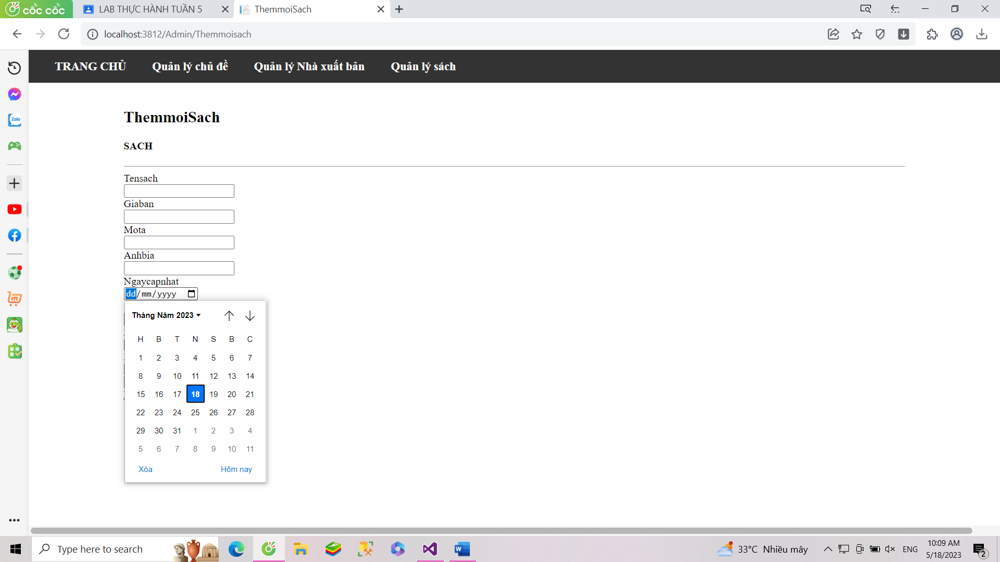 cốc cốc
LAB THỰC HÀNH TUẦN 5
ThemmoiSach
localhost:3812/Admin/Themmoisach
TRANG CHỦ Quản lý chủ đề Quản lý Nhà xuất bản Quản lý sách
Zalo
ThemmoiSach
SACH
Tensach
Giaban
Mota
Anhbia
Ngaycapnhat
dd/mm/yyyy
Tháng Năm 2023
H B T N S B C
1 2 3 4 5 6 7
8 9 10 11 12 13 14
15 16 17 18 19 20 21
22 23 24 25 26 27 28
29 30 31 1 2 3 4
5 6 7 8 9 10 11
Xóa Hôm nay
Type here to search
33°C Nhiều mây
ENG
10:09 AM
5/18/2023
2